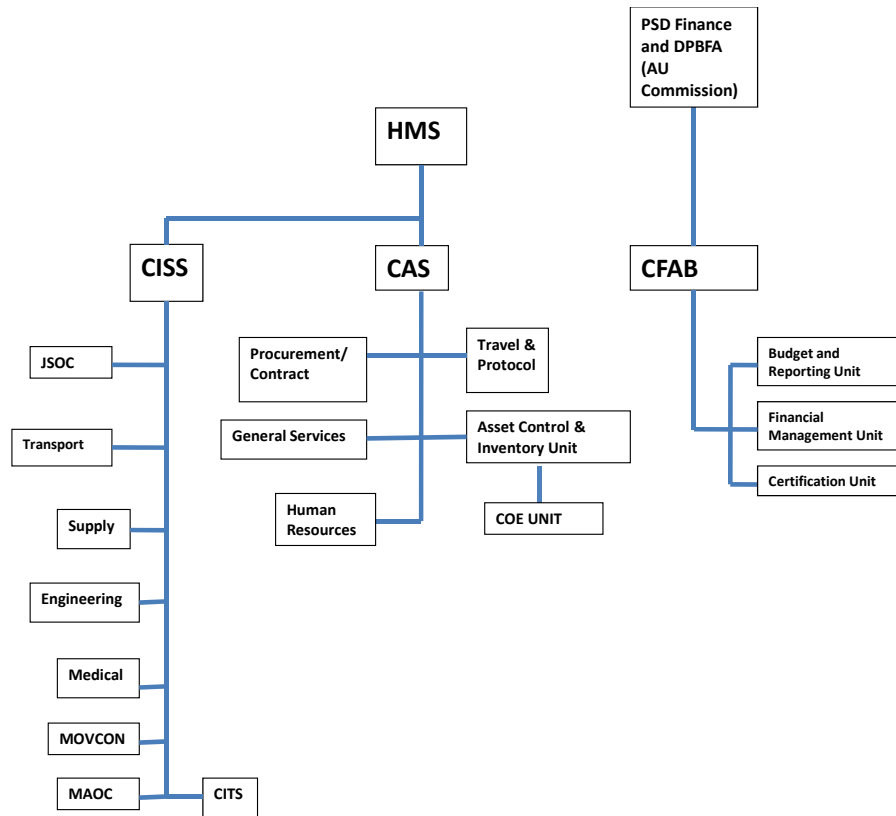 PSD Finance
and DPBFA
(AU
Commission)
HMS
CISS
CAS
CFAB
JSOC
Transport
Supply
Engineering
Medical
MOVCON
MAOC
CITS
Procurement/
Contract
Travel &
Protocol
General Services
Asset Control &
Inventory Unit
Human
Resources
COE UNIT
Budget and
Reporting Unit
Financial
Management Unit
Certification Unit